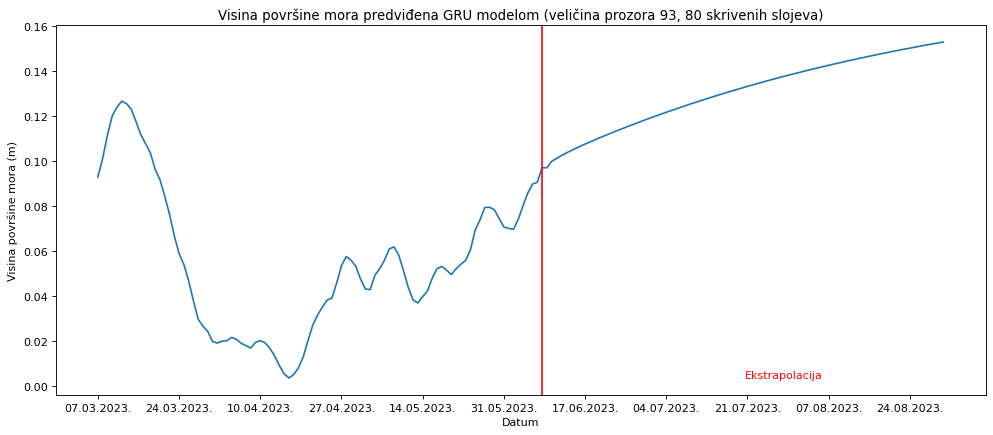 Visina površine mora predviđena GRU modelom (veličina prozora 93, 80 skrivenih slojeva)
Visina površine mora (m)
0.16
0.14
0.12
0.10
0.08
0.06
0.04
0.02
0.00
Ekstrapolacija
07.03.2023. 24.03.2023. 10.04.2023. 27.04.2023. 14.05.2023. 31.05.2023. 17.06.2023. 04.07.2023. 21.07.2023. 07.08.2023. 24.08.2023.
Datum